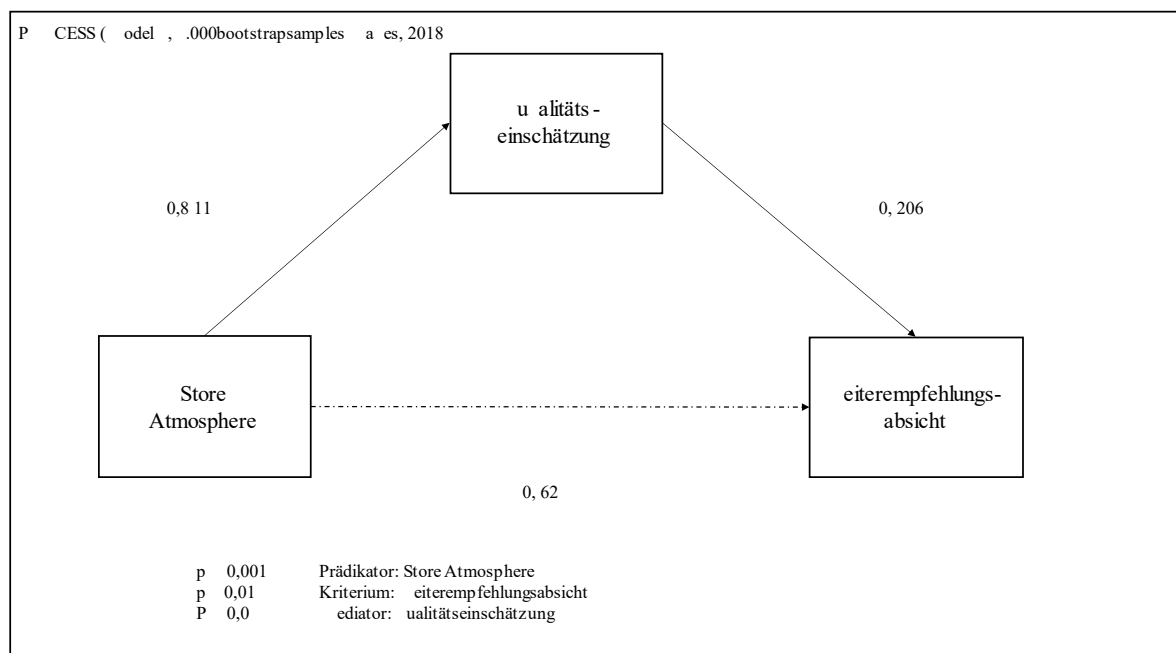 P CESS ( odel , .000bootstrapsamples a es, 2018
u alitäts -
einschätzung
0,8 11
0, 206
Store
Atmosphere
eiterempfehlungs-
absicht
0, 62
p 0,001 Prädikator: Store Atmosphere
p 0,01 Kriterium: eiterempfehlungsabsicht
P 0,0 ediator: ualitätseinschätzung